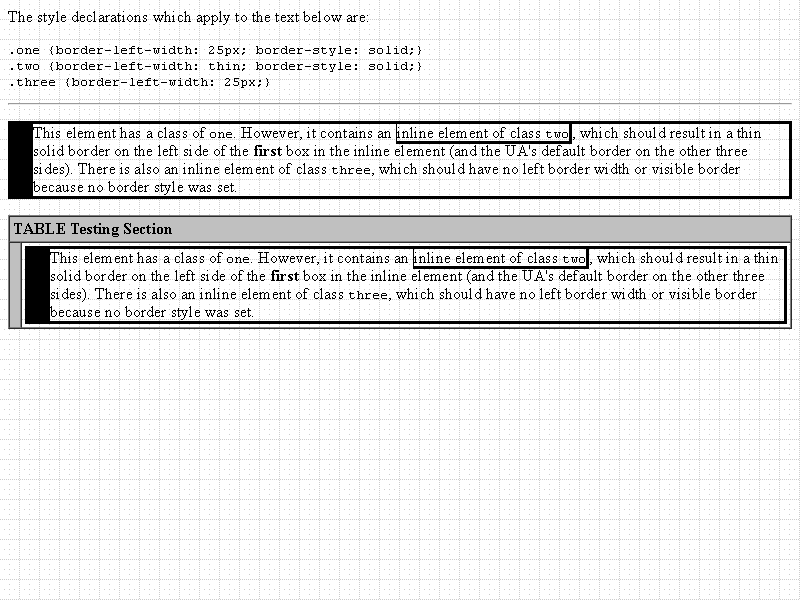 The style declarations which apply to the text below are:
.one {border-left-width: 25px; border-style: solid;}
.two {border-left-width: thin; border-style: solid;}
.three {border-left-width: 25px;}
This element has a class of one. However, it contains an inline element of class two, which should result in a thin
solid border on the left side of the first box in the inline element (and the UA's default border on the other three
sides). There is also an inline element of class three, which should have no left border width or visible border
because no border style was set.
TABLE Testing Section
This element has a class of one. However, it contains an inline element of class two, which should result in a thin
solid border on the left side of the first box in the inline element (and the UA's default border on the other three
sides). There is also an inline element of class three, which should have no left border width or visible border
because no border style was set.